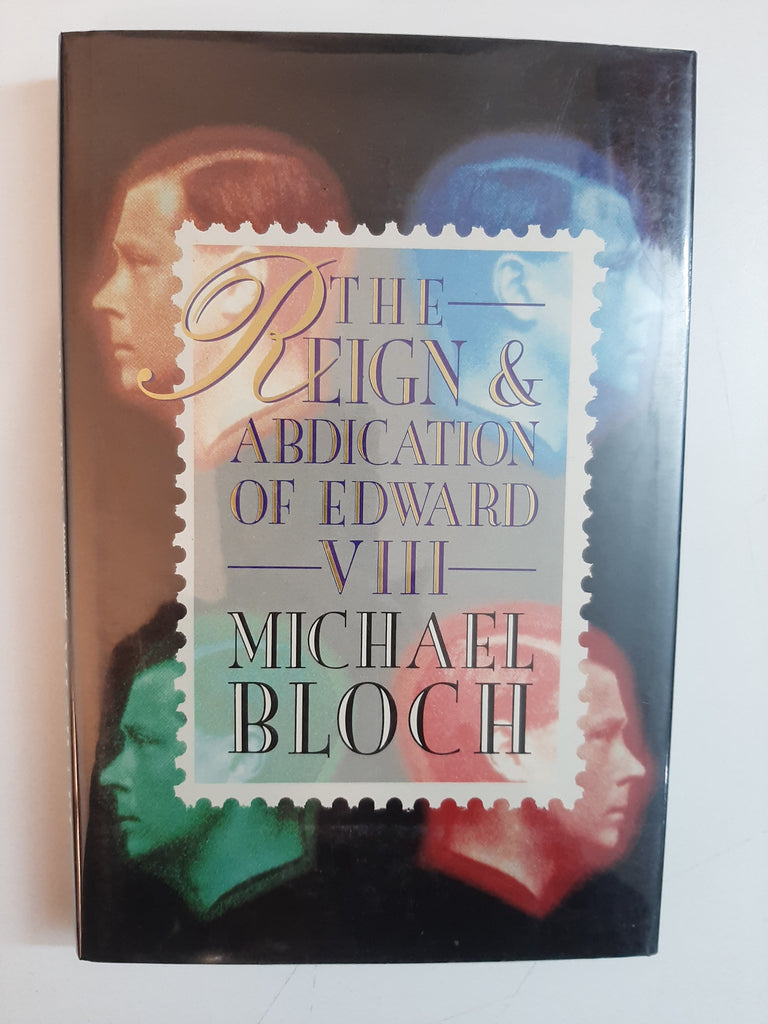 THE
REIGN &
ABDICATION
OF EDWARD
VIII
MICHAEL
BLOCH